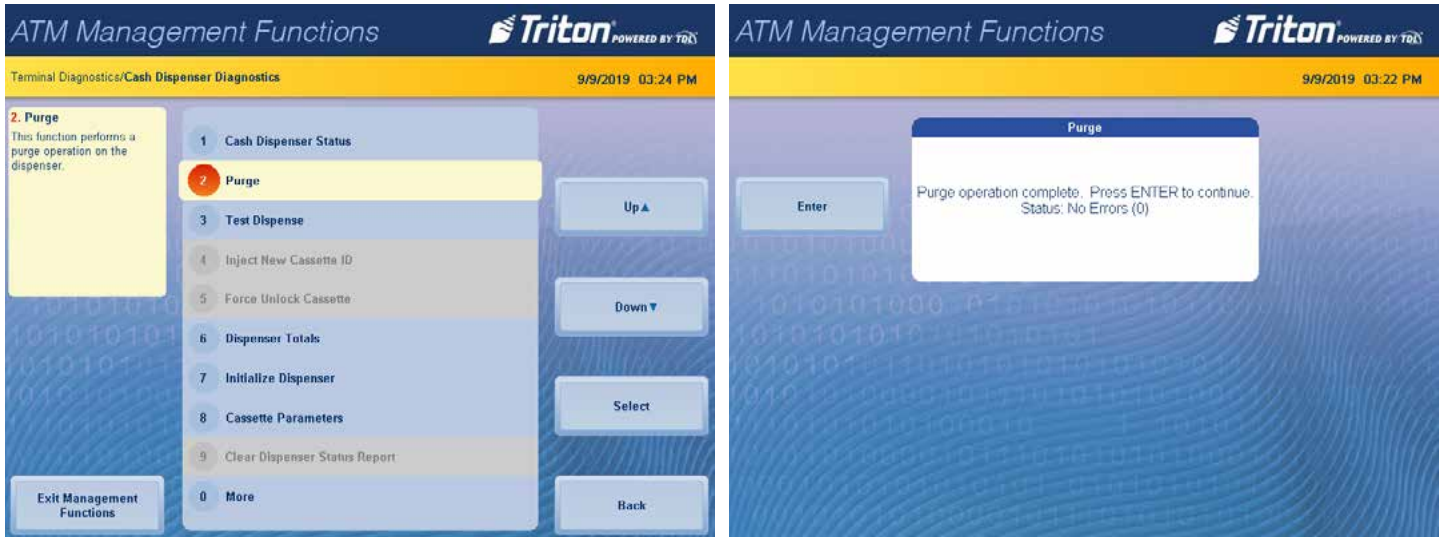 ATM Management Functions
Triton POWERED BY TDL
Terminal Diagnostics/Cash Dispenser Diagnostics
9/9/2019 03:24 PM
2. Purge
This function performs a
purge operation on the
dispenser.
1 Cash Dispenser Status
2 Purge
3 Test Dispense
4 Inject New Cassette ID
5 Force Unlock Cassette
6 Dispenser Totals
7 Initialize Dispenser
8 Cassette Parameters
9 Clear Dispenser Status Report
0 More
Up▲
Down▼
Select
Back
Exit Management
Functions
ATM Management Functions
Triton POWERED BY TDL
9/9/2019 03:22 PM
Purge
Enter
Purge operation complete. Press ENTER to continue.
Status: No Errors (0)